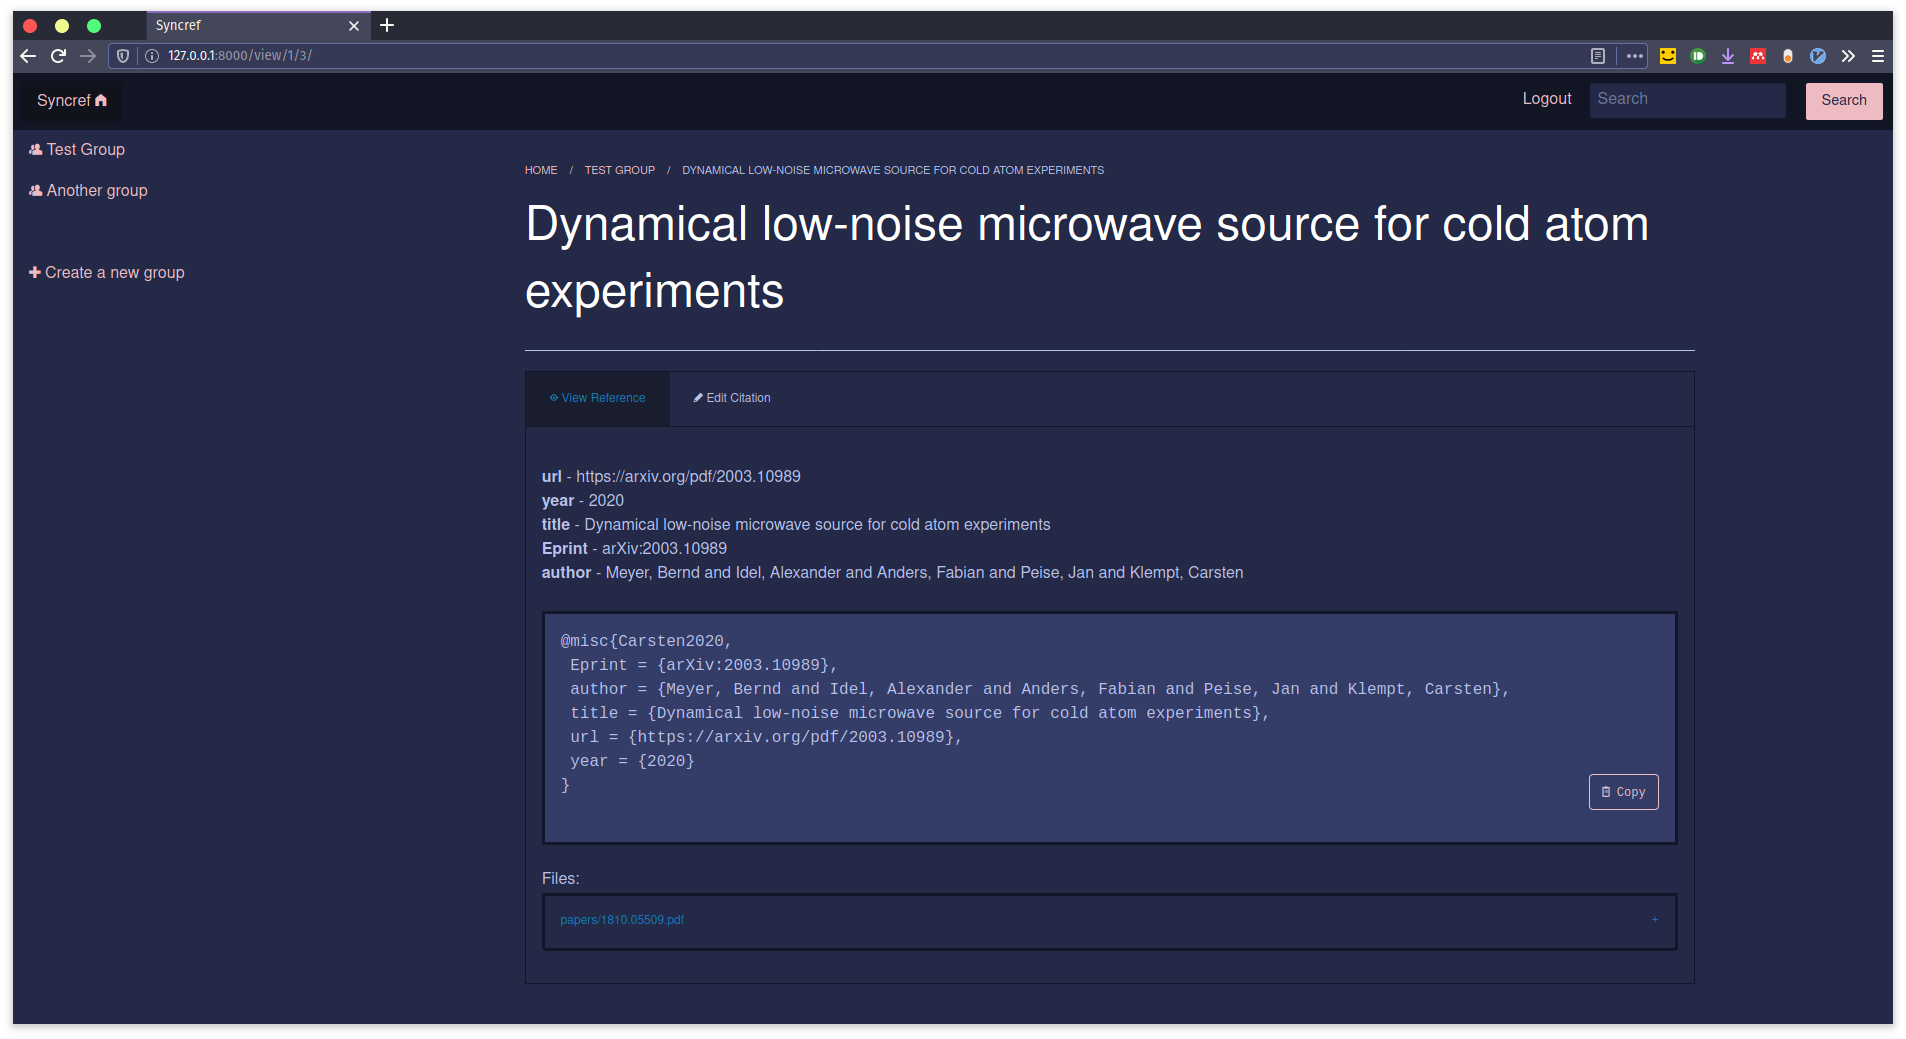 Syncref
127.0.0.1:8000/view/1/3/
Syncref
Logout
Search
Search
Test Group
Another group
Create a new group
HOME / TEST GROUP / DYNAMICAL LOW-NOISE MICROWAVE SOURCE FOR COLD ATOM EXPERIMENTS
Dynamical low-noise microwave source for cold atom
experiments
View Reference
Edit Citation
url - https://arxiv.org/pdf/2003.10989
year - 2020
title - Dynamical low-noise microwave source for cold atom experiments
Eprint - arXiv:2003.10989
author - Meyer, Bernd and Idel, Alexander and Anders, Fabian and Peise, Jan and Klempt, Carsten
@misc{Carsten2020,
Eprint = {arXiv:2003.10989},
author = {Meyer, Bernd and Idel, Alexander and Anders, Fabian and Peise, Jan and Klempt, Carsten},
title = {Dynamical low-noise microwave source for cold atom experiments},
url = {https://arxiv.org/pdf/2003.10989},
year = {2020}
}
Copy
Files:
papers/1810.05509.pdf +